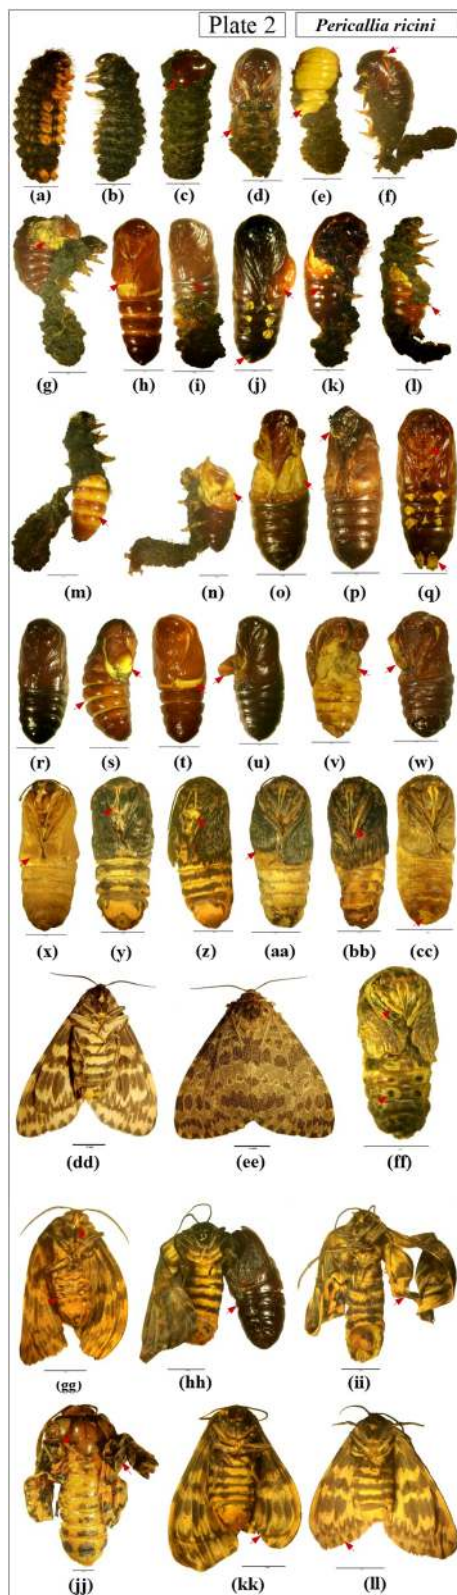 Plate 2 Pericallia ricini
(a) (b) (c) (d) (e) (f)
(g) (h) (i) (j) (k) (l)
(m) (n) (o) (p) (q)
(r) (s) (t) (u) (v) (w)
(x) (y) (z) (aa) (bb) (cc)
(dd) (ee) (ff)
(gg) (hh) (ii)
(jj) (kk) (ll)